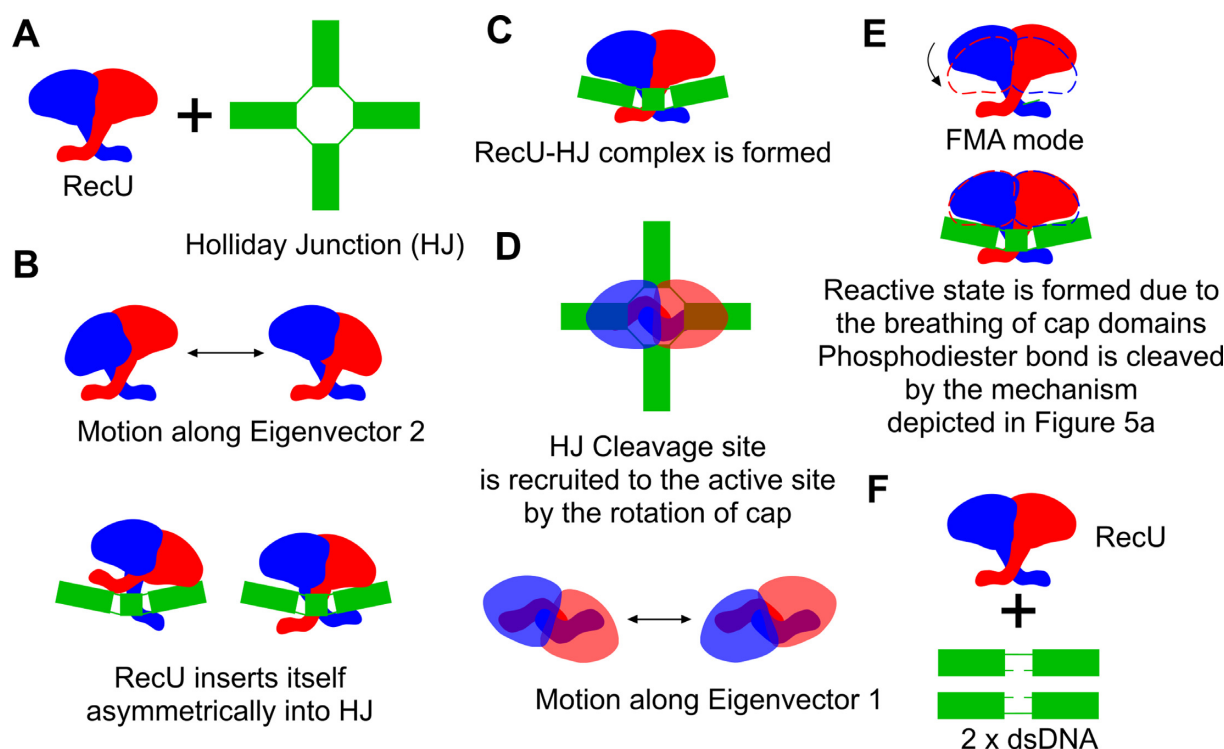 A
RecU
+
Holliday Junction (HJ)
B
Motion along Eigenvector 2
RecU inserts itself
asymmetrically into HJ
C
RecU-HJ complex is formed
D
HJ Cleavage site
is recruited to the active site
by the rotation of cap
Motion along Eigenvector 1
E
FMA mode
Reactive state is formed due to
the breathing of cap domains
Phosphodiester bond is cleaved
by the mechanism
depicted in Figure 5a
F
RecU
+
2 x dsDNA